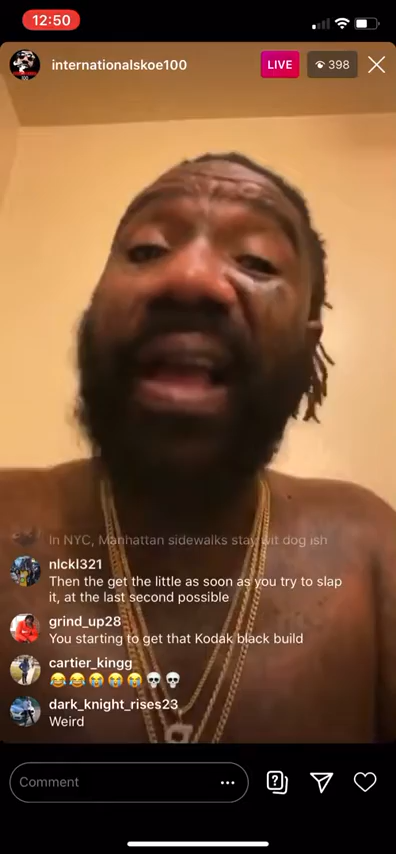 12:50
internationalskoe100
LIVE
398
In NYC, Manhattan sidewalks stay wit dog ish
nlckl321
Then the get the little as soon as you try to slap
it, at the last second possible
grind_up28
You starting to get that Kodak black build
cartier_kingg
😂😂😭😭😭💀💀
dark_knight_rises23
Weird
Comment